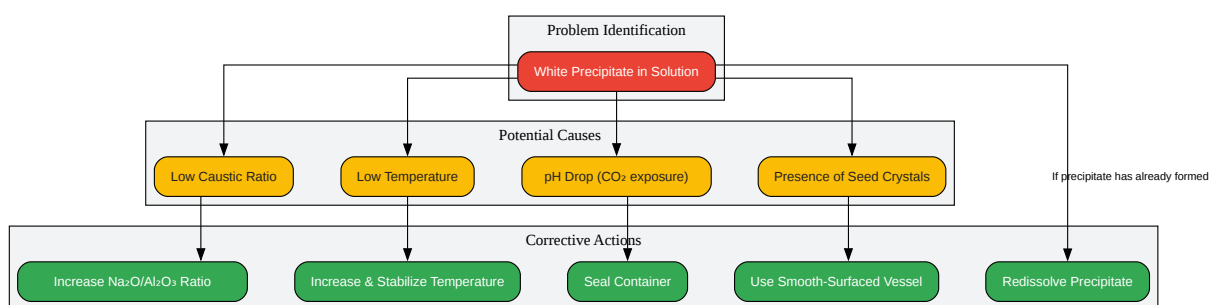 Problem Identification
White Precipitate in Solution
Potential Causes
Low Caustic Ratio
Low Temperature
pH Drop (CO₂ exposure)
Presence of Seed Crystals
If precipitate has already formed
Corrective Actions
Increase Na₂O/Al₂O₃ Ratio
Increase & Stabilize Temperature
Seal Container
Use Smooth-Surfaced Vessel
Redissolve Precipitate